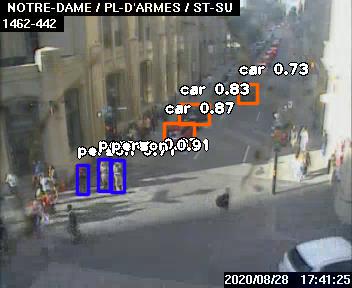 NOTRE-DAME / PL-D'ARMES / ST-SU
1462-442
car 0.73
car 0.83
car 0.87
0.91
2020/08/28 17:41:25